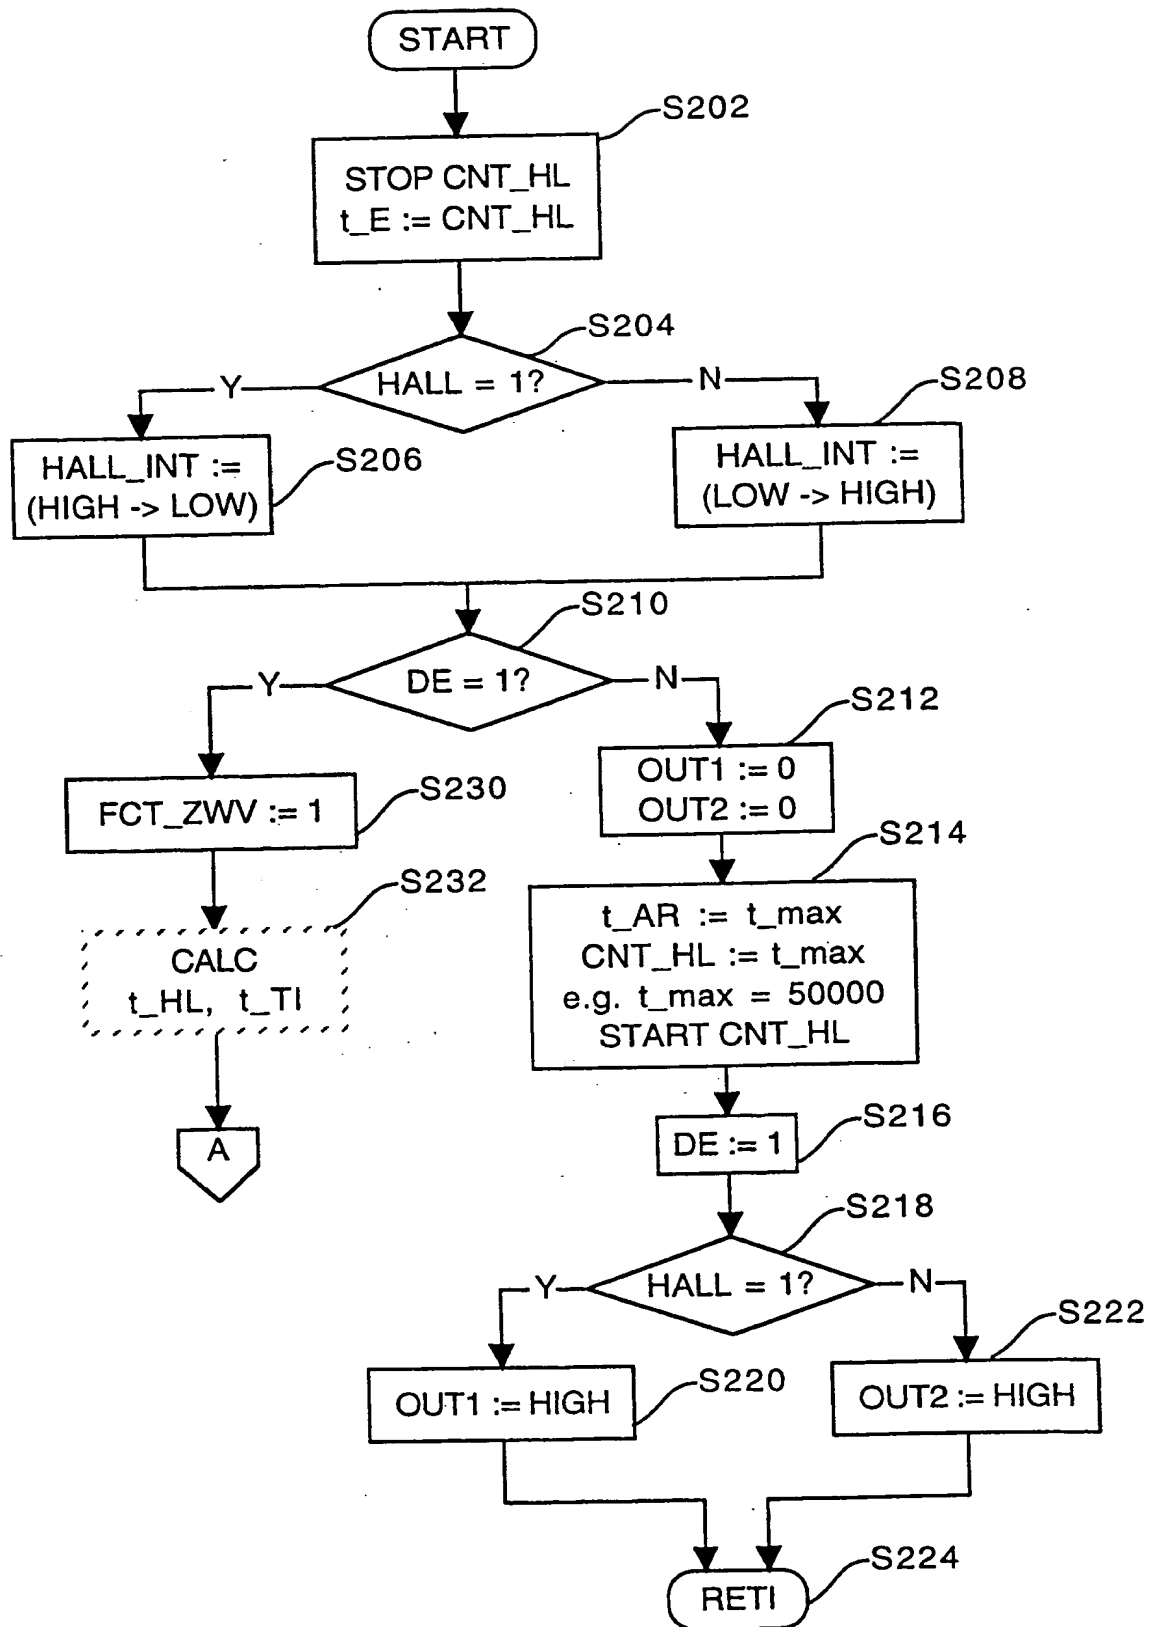 START
S202
STOP CNT_HL
t_E := CNT_HL
S204
HALL = 1?
Y
N
S206
HALL_INT :=
(HIGH -> LOW)
S208
HALL_INT :=
(LOW -> HIGH)
S210
DE = 1?
Y
N
S212
OUT1 := 0
OUT2 := 0
S230
FCT_ZWV := 1
S214
t_AR := t_max
CNT_HL := t_max
e.g. t_max = 50000
START CNT_HL
S232
CALC
t_HL, t_TI
A
S216
DE := 1
S218
HALL = 1?
Y
N
S220
OUT1 := HIGH
S222
OUT2 := HIGH
S224
RETI